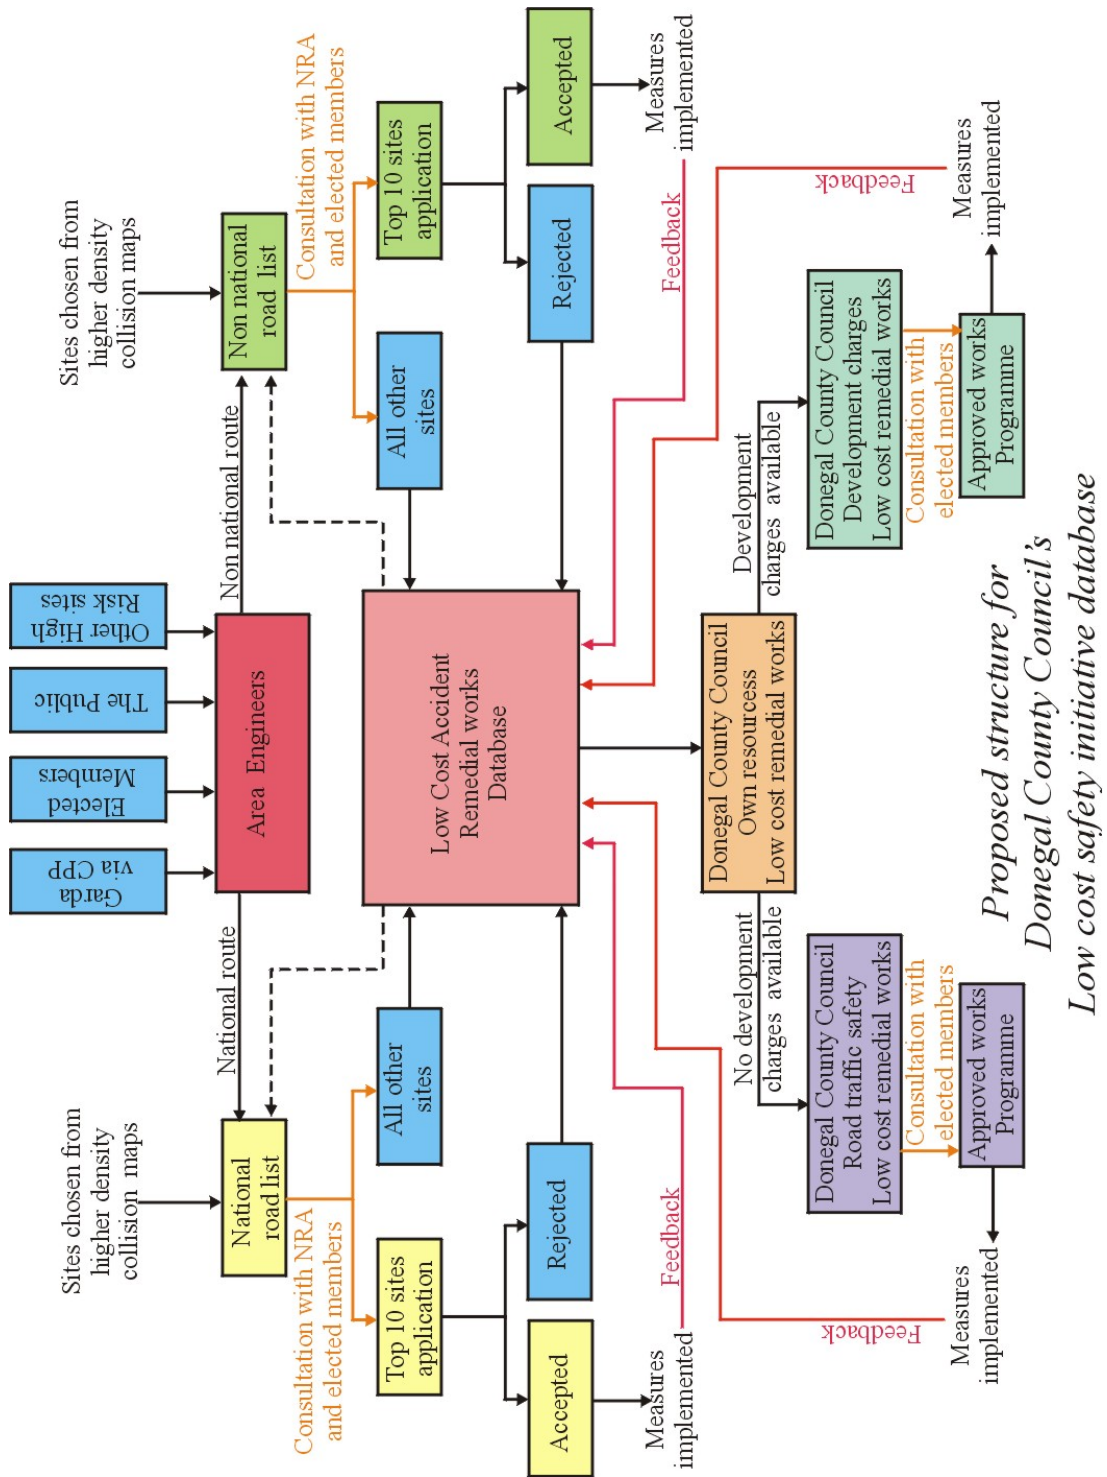 Garda
via CPP
Elected
Members
The Public
Other High
Risk sites
Sites chosen from
higher density
collision maps
National route
Area Engineers
Non national route
Sites chosen from
higher density
collision maps
National
road list
Non national
road list
Consultation with NRA
and elected members
Consultation with NRA
and elected members
Top 10 sites
application
All other
sites
Low Cost Accident
Remedial works
Database
All other
sites
Top 10 sites
application
Accepted
Rejected
Rejected
Accepted
Measures
implemented
Feedback
Feedback
Measures
implemented
No development
charges available
Donegal County Council
Own resourcess
Low cost remedial works
Development
charges available
Donegal County Council
Road traffic safety
Low cost remedial works
Donegal County Council
Development charges
Low cost remedial works
Feedback
Consultation with
elected members
Consultation with
elected members
Feedback
Measures
implemented
Approved works
Programme
Approved works
Programme
Measures
implemented
Proposed structure for
Donegal County Council's
Low cost safety initiative database